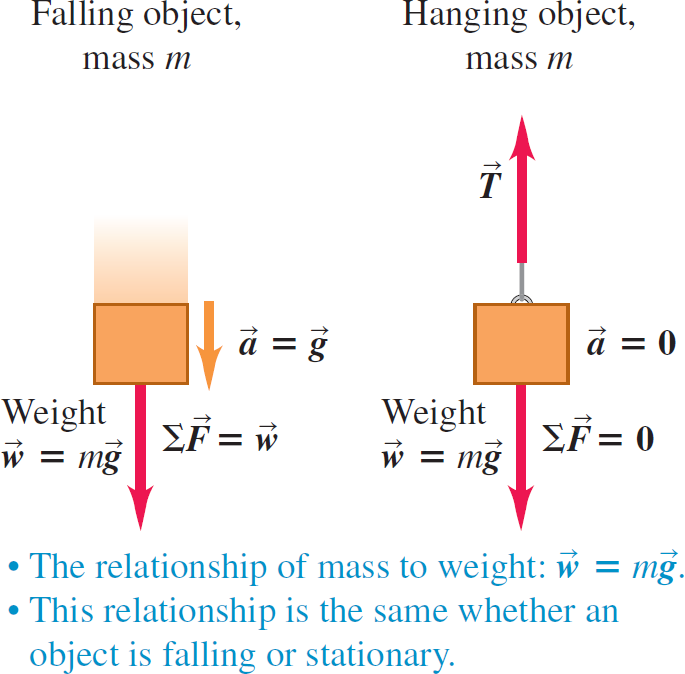 Falling object,
mass m
Hanging object,
mass m
T⃗
a⃗ = g⃗
a⃗ = 0
Weight
w⃗ = mg⃗
ΣF⃗ = w⃗
Weight
w⃗ = mg⃗
ΣF⃗ = 0
• The relationship of mass to weight: w⃗ = mg⃗.
• This relationship is the same whether an
object is falling or stationary.